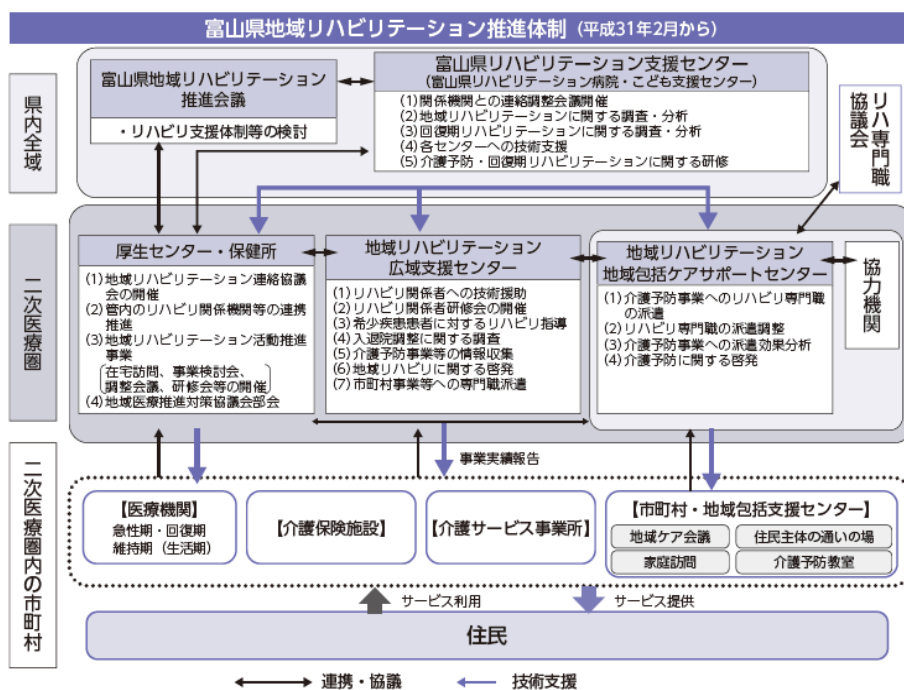 富山県地域リハビリテーション推進体制（平成31年2月から）
県内全域
富山県地域リハビリテーション
推進会議
・リハビリ支援体制等の検討
富山県リハビリテーション支援センター
（富山県リハビリテーション病院・こども支援センター）
(1)関係機関との連絡調整会議開催
(2)地域リハビリテーションに関する調査・分析
(3)回復期リハビリテーションに関する調査・分析
(4)各センターへの技術支援
(5)介護予防・回復期リハビリテーションに関する研修
リハ専門職
協議会
二次医療圏
厚生センター・保健所
(1)地域リハビリテーション連絡協議
会の開催
(2)管内のリハビリ関係機関等の連携
推進
(3)地域リハビリテーション活動推進
事業
在宅訪問、事業検討会、
調整会議、研修会等の開催
(4)地域医療推進対策協議会部会
地域リハビリテーション
広域支援センター
(1)リハビリ関係者への技術援助
(2)リハビリ関係者研修会の開催
(3)希少疾患患者に対するリハビリ指導
(4)入退院調整に関する調査
(5)介護予防事業等の情報収集
(6)地域リハビリに関する啓発
(7)市町村事業等への専門職派遣
地域リハビリテーション
地域包括ケアサポートセンター
(1)介護予防事業へのリハビリ専門職
の派遣
(2)リハビリ専門職の派遣調整
(3)介護予防事業への派遣効果分析
(4)介護予防に関する啓発
協力機関
二次医療圏内の市町村
事業実績報告
【医療機関】
急性期・回復期
維持期（生活期）
【介護保険施設】
【介護サービス事業所】
【市町村・地域包括支援センター】
地域ケア会議
住民主体の通いの場
家庭訪問
介護予防教室
サービス利用
サービス提供
住民
連携・協議
技術支援